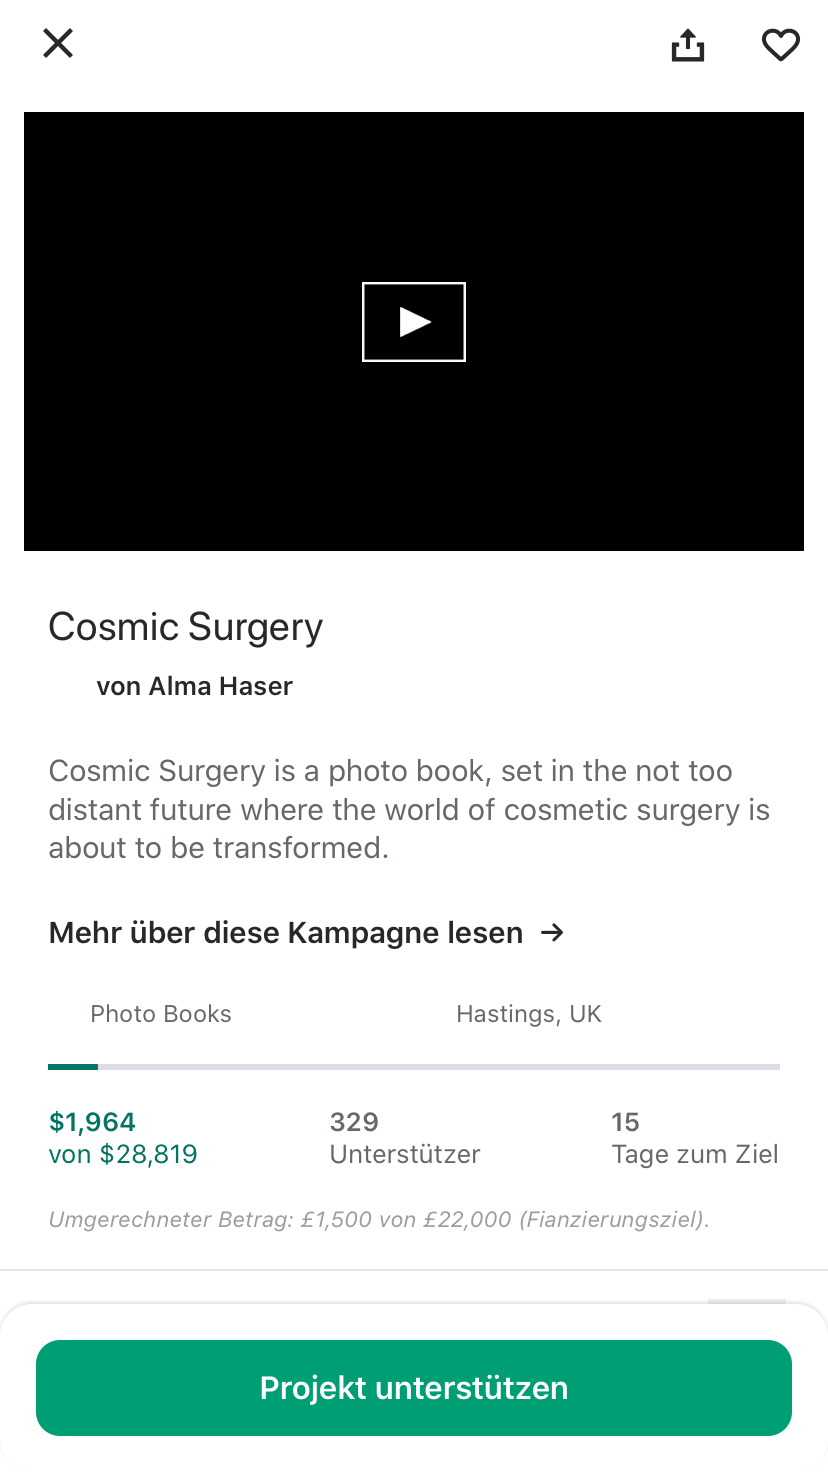 Cosmic Surgery
von Alma Haser
Cosmic Surgery is a photo book, set in the not too
distant future where the world of cosmetic surgery is
about to be transformed.
Mehr über diese Kampagne lesen →
Photo Books
Hastings, UK
$1,964
von $28,819
329
Unterstützer
15
Tage zum Ziel
Umgerechneter Betrag: £1,500 von £22,000 (Fianzierungsziel).
Projekt unterstützen